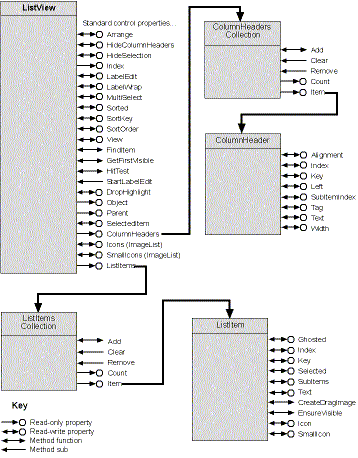 ListView
Standard control properties...
Arrange
HideColumnHeaders
HideSelection
Index
LabelEdit
LabelWrap
MultiSelect
Sorted
SortKey
SortOrder
View
FindItem
GetFirstVisible
HitTest
StartLabelEdit
DropHighlight
Object
Parent
SelectedItem
ColumnHeaders
Icons (ImageList)
SmallIcons (ImageList)
ListItems
ColumnHeaders
Collection
Add
Clear
Remove
Count
Item
ColumnHeader
Alignment
Index
Key
Left
SubItemIndex
Tag
Text
Width
ListItems
Collection
Add
Clear
Remove
Count
Item
ListItem
Ghosted
Index
Key
Selected
SubItems
Text
CreateDragImage
EnsureVisible
Icon
SmallIcon
Key
Read-only property
Read-write property
Method function
Method sub